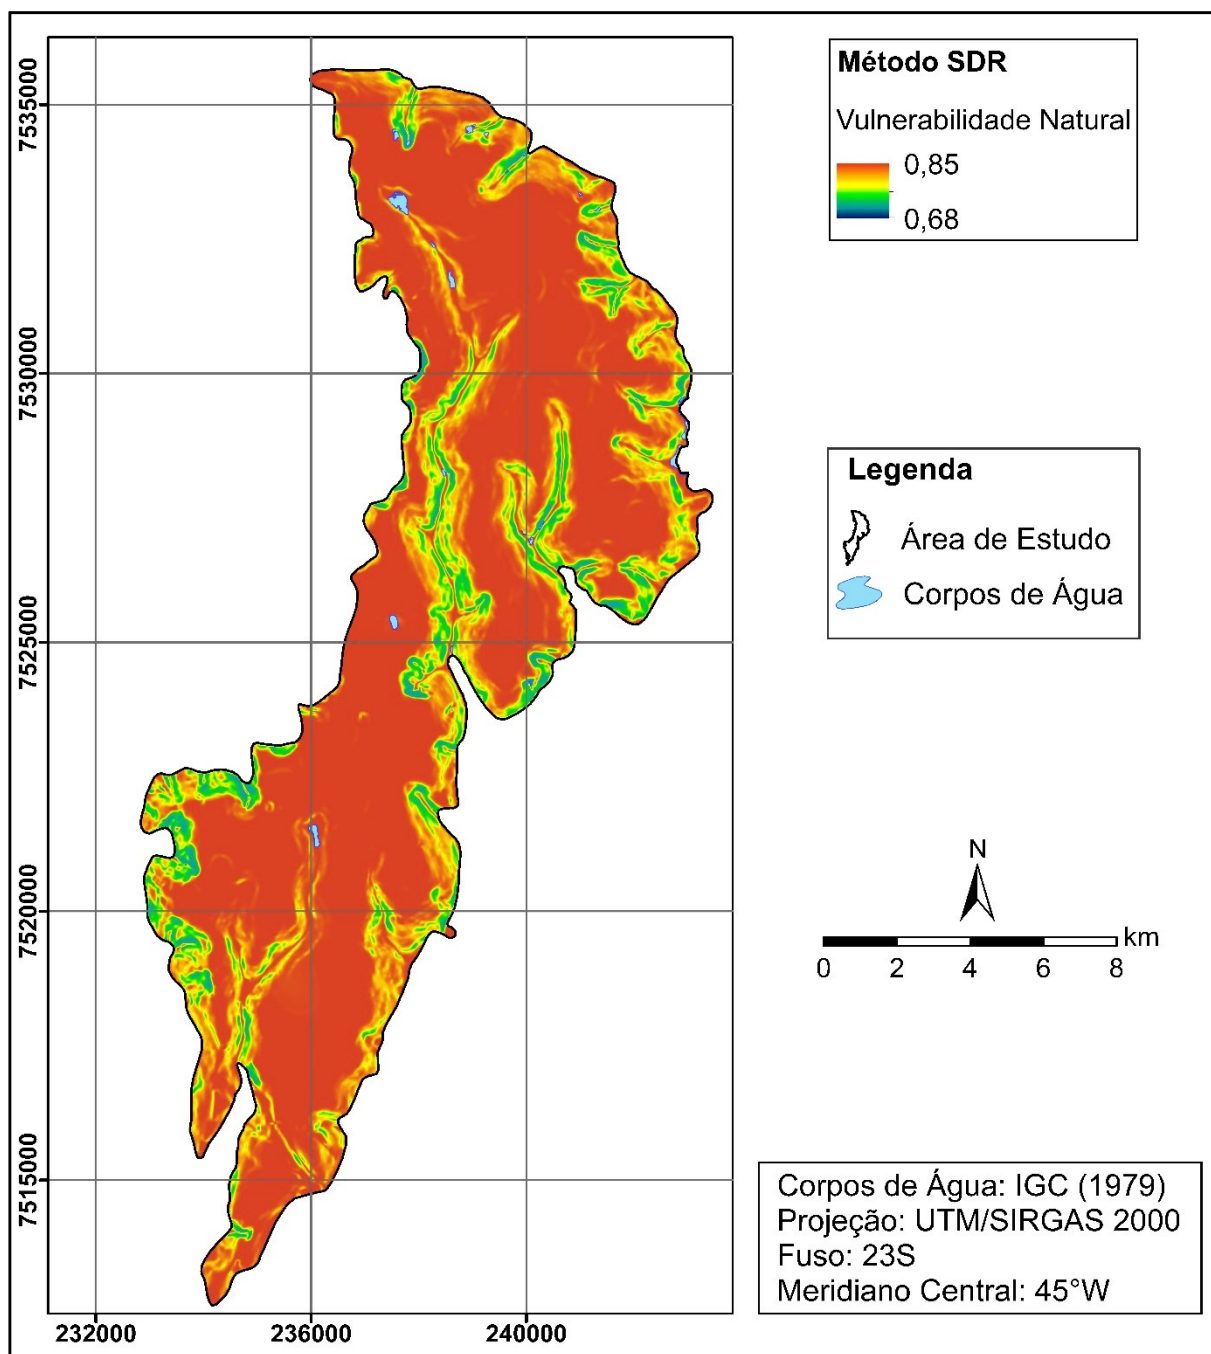 Método SDR
Vulnerabilidade Natural
0,85
0,68
Legenda
Área de Estudo
Corpos de Água
N
km
0 2 4 6 8
Corpos de Água: IGC (1979)
Projeção: UTM/SIRGAS 2000
Fuso: 23S
Meridiano Central: 45°W
7535000
7530000
7525000
7520000
7515000
232000 236000 240000